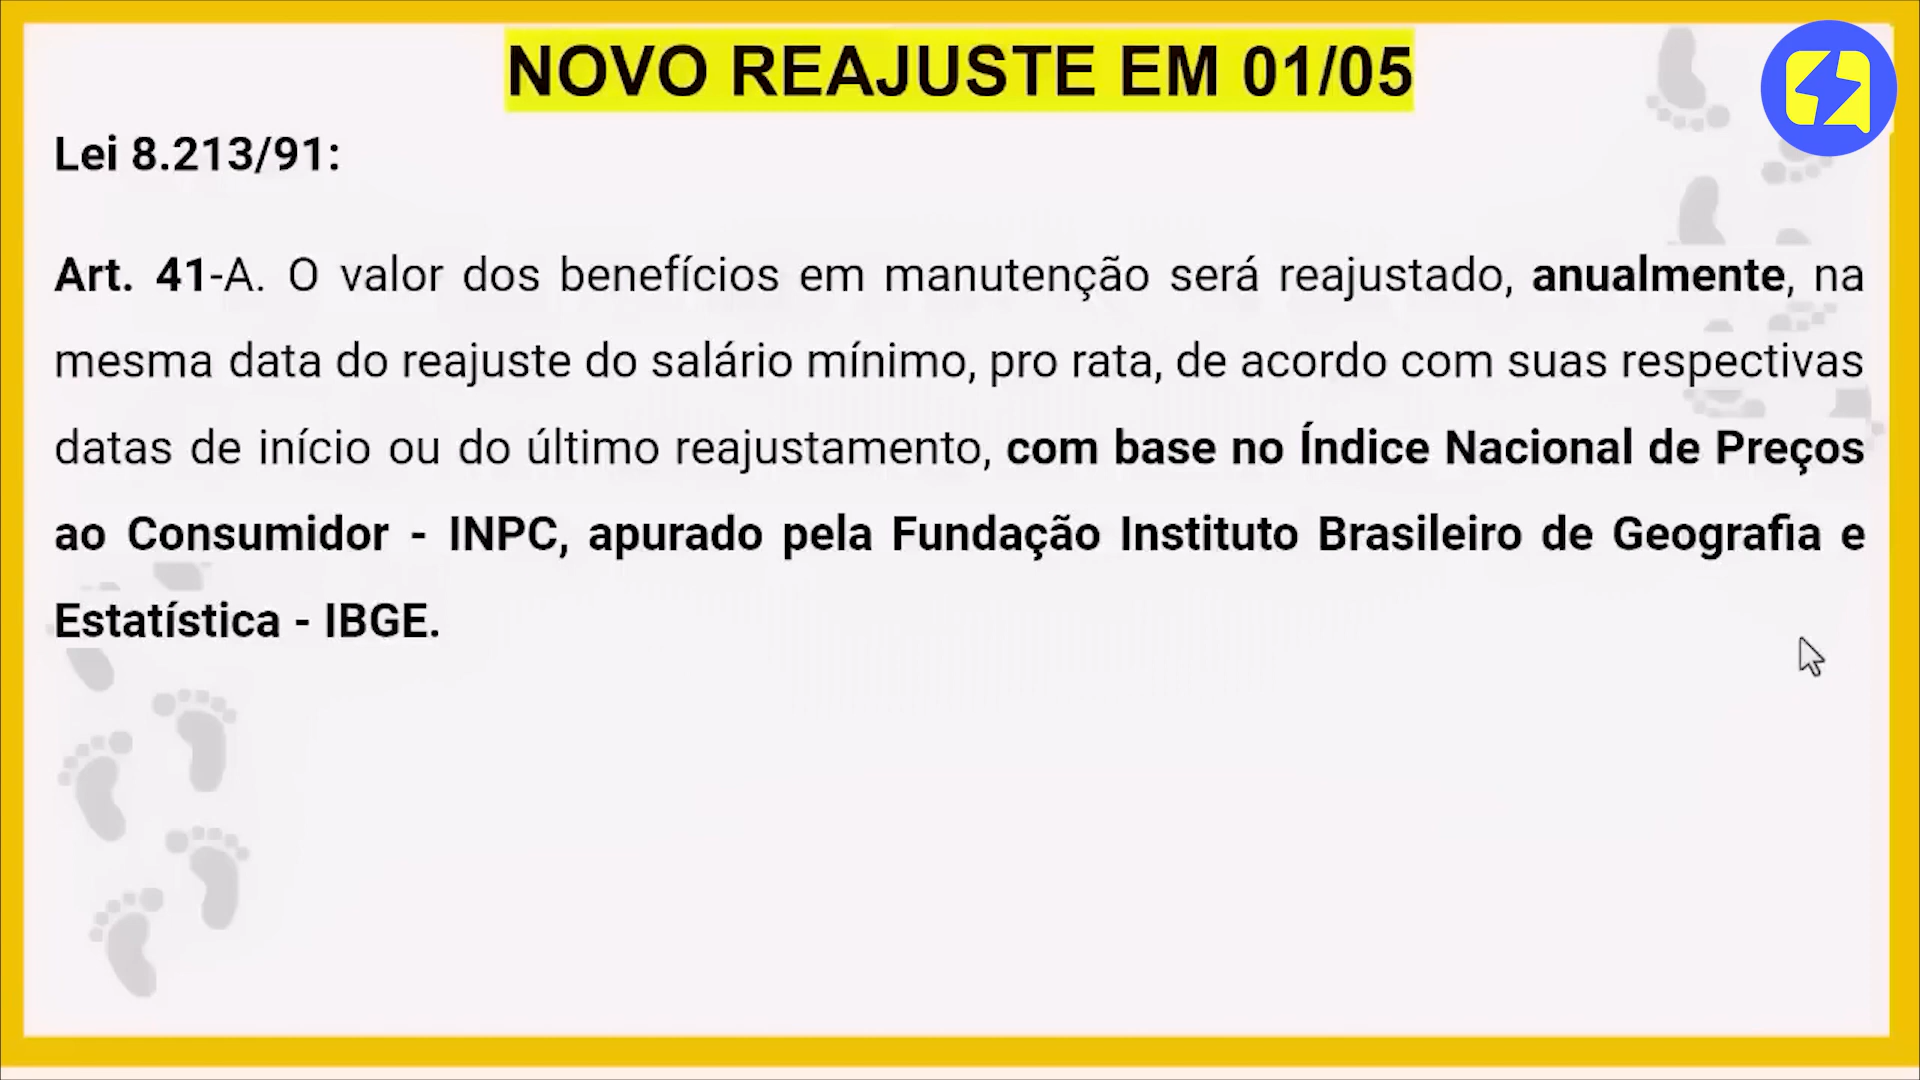 NOVO REAJUSTE EM 01/05
Lei 8.213/91:
Art. 41-A. O valor dos benefícios em manutenção será reajustado, anualmente, na
mesma data do reajuste do salário mínimo, pro rata, de acordo com suas respectivas
datas de início ou do último reajustamento, com base no Índice Nacional de Preços
ao Consumidor - INPC, apurado pela Fundação Instituto Brasileiro de Geografia e
Estatística - IBGE.